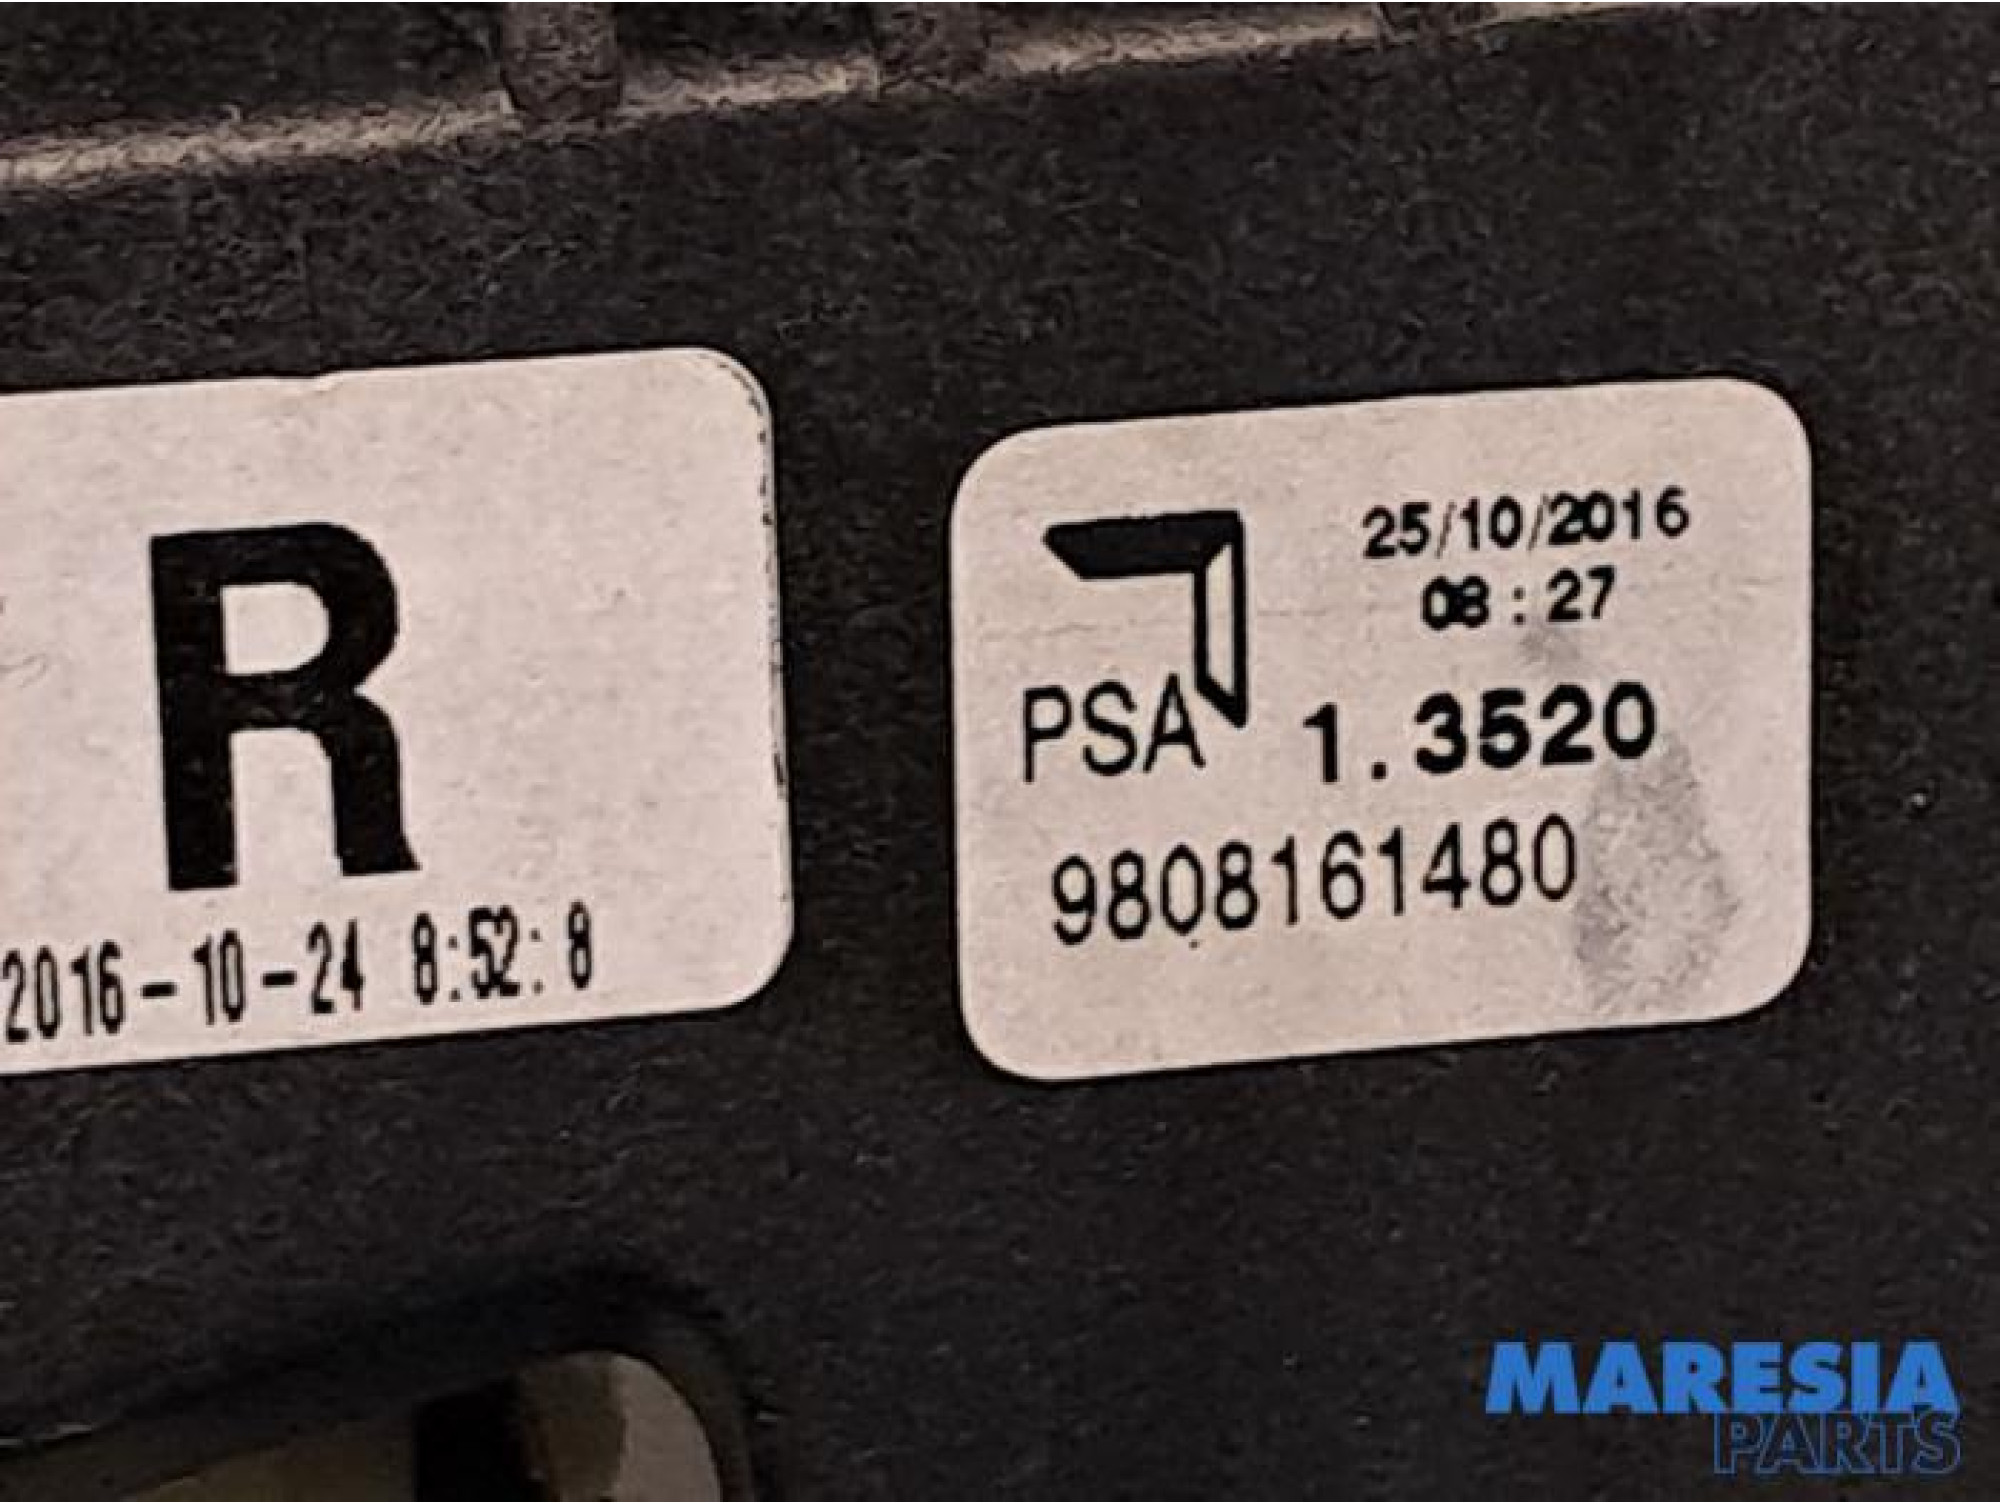 R
2016-10-24 8:52:8
25/10/2016
08:27
PSA 1.3520
9808161480
MARESIA
PARTS